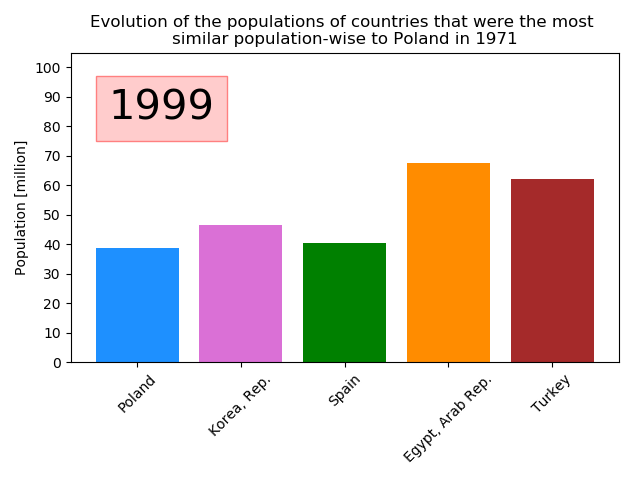 Evolution of the populations of countries that were the most
similar population-wise to Poland in 1971
1999
Population [million]
100
90
80
70
60
50
40
30
20
10
0
Poland
Korea, Rep.
Spain
Egypt, Arab Rep.
Turkey